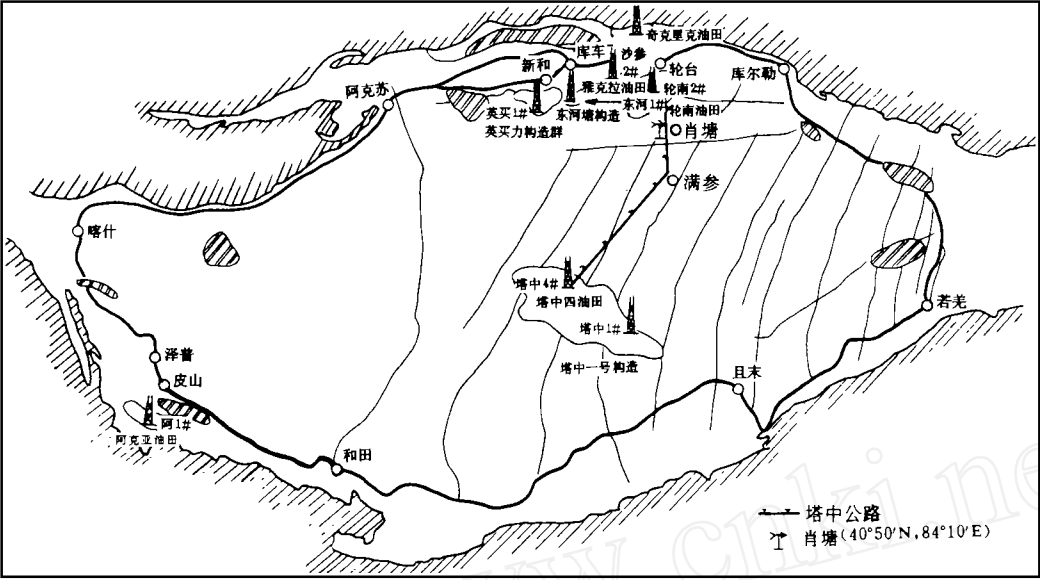 奇克里克油田
库车
沙参
2#
新和
轮台
库尔勒
阿克苏
雅克拉油田
轮南2#
英买1#
东河塘构造
东河1#
轮南油田
英买力构造群
肖塘
满参
喀什
塔中4#
塔中四油田
若羌
塔中1#
泽普
塔中一号构造
皮山
且末
阿1#
阿克亚油田
和田
塔中公路
肖塘(40°50′N,84°10′E)
www.cnki.ne